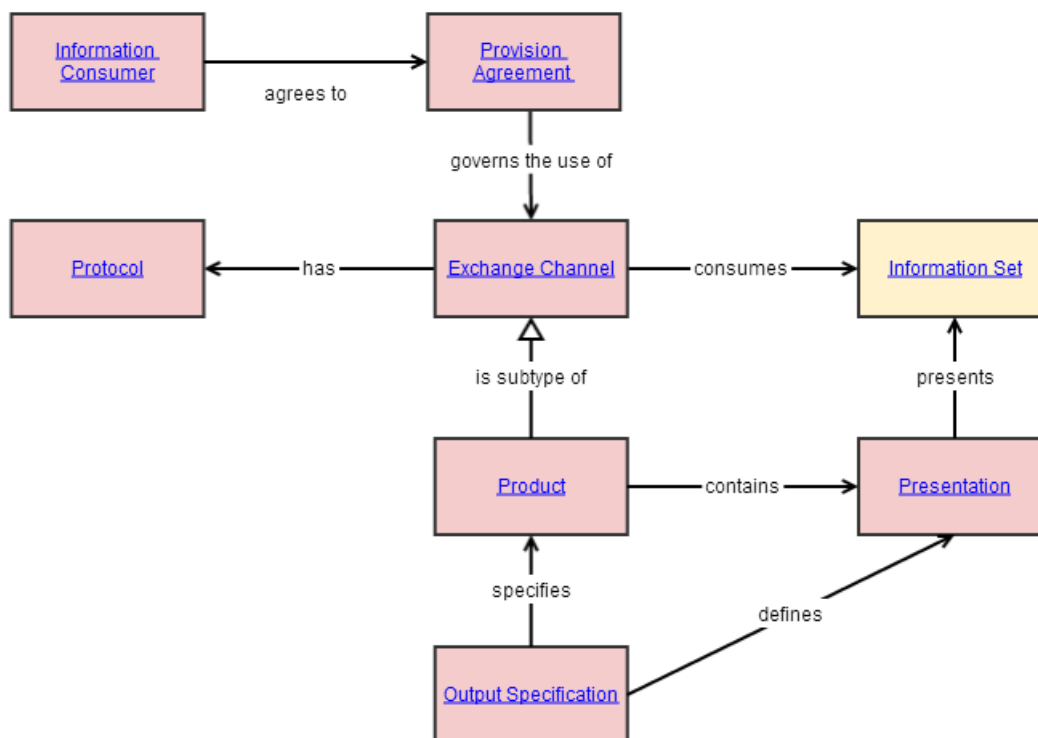 Information
Consumer
agrees to
Provision
Agreement
governs the use of
Protocol
has
Exchange Channel
consumes
Information Set
is subtype of
presents
Product
contains
Presentation
specifies
defines
Output Specification